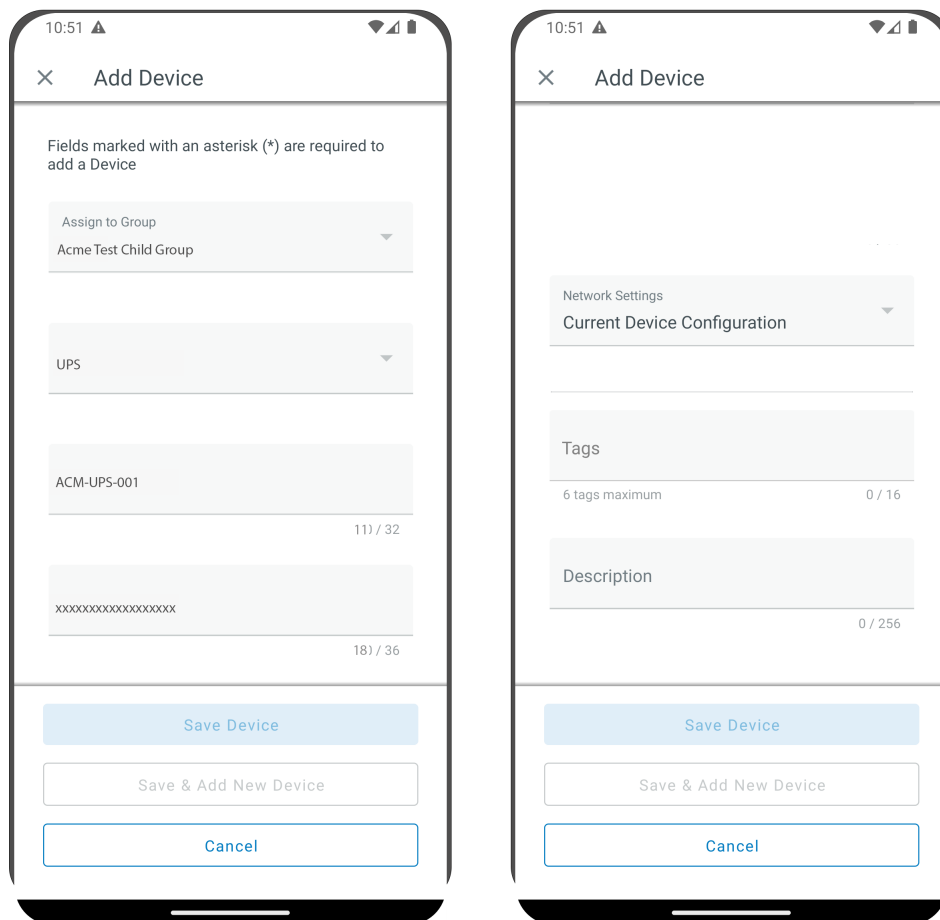 10:51
Add Device
Fields marked with an asterisk (*) are required to
add a Device
Assign to Group
Acme Test Child Group
UPS
ACM-UPS-001
11) / 32
xxxxxxxxxxxxxxxxxx
18) / 36
Save Device
Save & Add New Device
Cancel
10:51
Add Device
Network Settings
Current Device Configuration
Tags
6 tags maximum
0 / 16
Description
0 / 256
Save Device
Save & Add New Device
Cancel